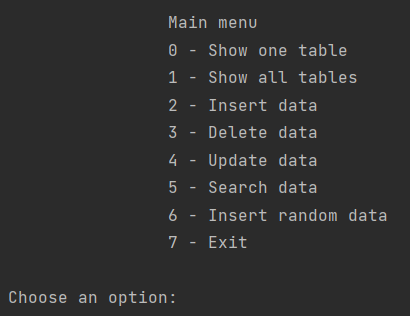 Main menu
0 - Show one table
1 - Show all tables
2 - Insert data
3 - Delete data
4 - Update data
5 - Search data
6 - Insert random data
7 - Exit
Choose an option: